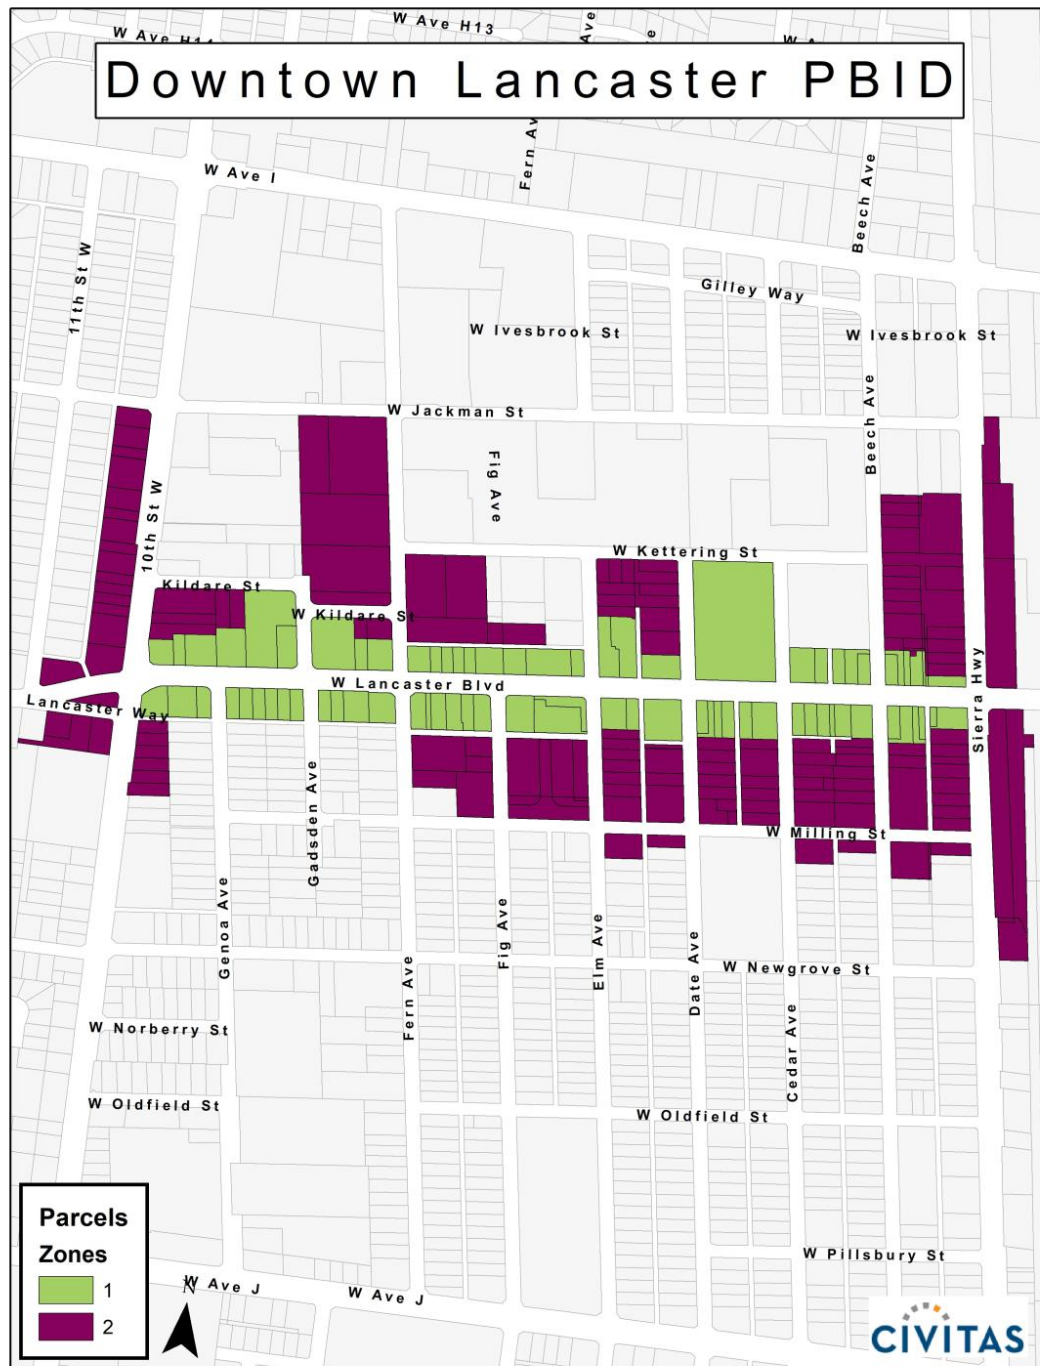 W Ave H13
W Ave H14
Ave
Downtown Lancaster PBID
Fern Av
W Ave I
Beech Ave
11th St W
Gilley Way
W Ivesbrook St
W Ivesbrook St
W Jackman St
Beech Ave
Fig Ave
10th St W
W Kettering St
Kildare St
W Kildare St
W Lancaster Blvd
Sierra Hwy
Lancaster Way
Gadsden Ave
W Milling St
Genoa Ave
Fig Ave
Elm Ave
Date Ave
Fern Ave
W Newgrove St
W Norberry St
Cedar Ave
W Oldfield St
W Oldfield St
W Pillsbury St
Parcels
Zones
1
2
W Ave J
N
W Ave J
CIVITAS